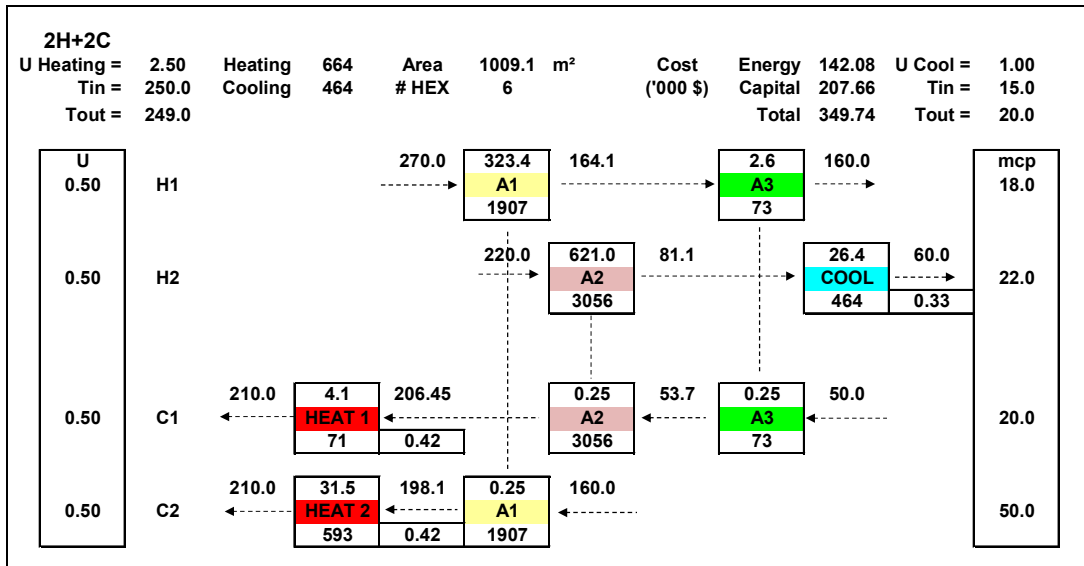 2H+2C
U Heating = 2.50 Heating 664 Area 1009.1 m² Cost Energy 142.08 U Cool = 1.00
Tin = 250.0 Cooling 464 # HEX 6 ('000 $) Capital 207.66 Tin = 15.0
Tout = 249.0 Total 349.74 Tout = 20.0
U 270.0 323.4 164.1 2.6 160.0 mcp
0.50 H1 A1 A3 18.0
1907 73
220.0 621.0 81.1 26.4 60.0
0.50 H2 A2 COOL 22.0
3056 464 0.33
210.0 4.1 206.45 0.25 53.7 0.25 50.0
0.50 C1 HEAT 1 A2 A3 20.0
71 0.42 3056 73
210.0 31.5 198.1 0.25 160.0
0.50 C2 HEAT 2 A1 50.0
593 0.42 1907